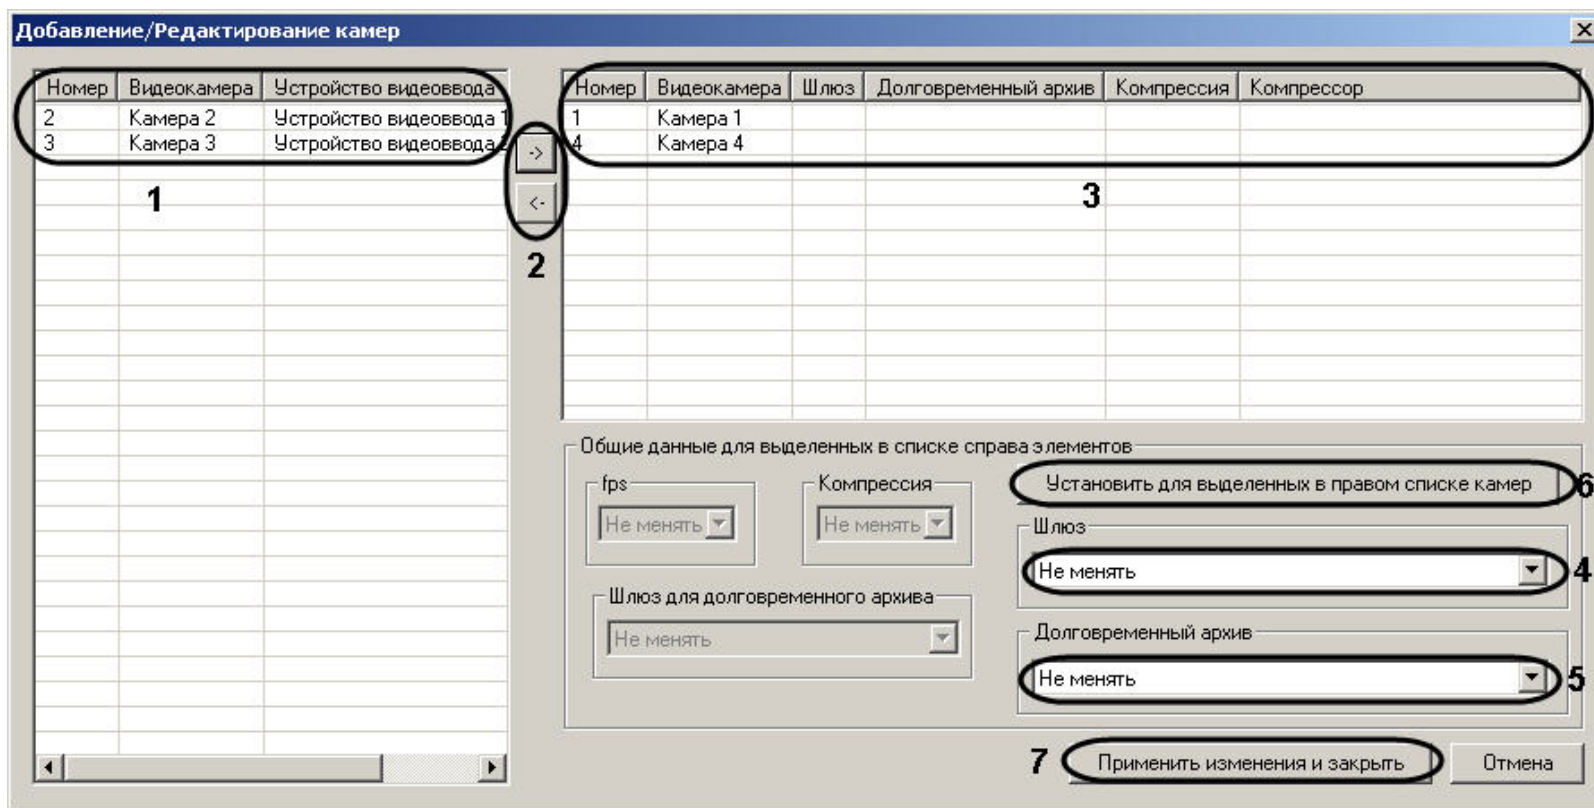 Добавление/Редактирование камер
Номер Видеокамера Устройство видеоввода
2 Камера 2 Устройство видеоввода 1
3 Камера 3 Устройство видеоввода
1
->
<-
2
Номер Видеокамера Шлюз Долговременный архив Компрессия Компрессор
1 Камера 1
4 Камера 4
3
Общие данные для выделенных в списке справа элементов
fps
Не менять
Компрессия
Не менять
Установить для выделенных в правом списке камер 6
Шлюз
Не менять 4
Шлюз для долговременного архива
Не менять
Долговременный архив
Не менять 5
7 Применить изменения и закрыть Отмена